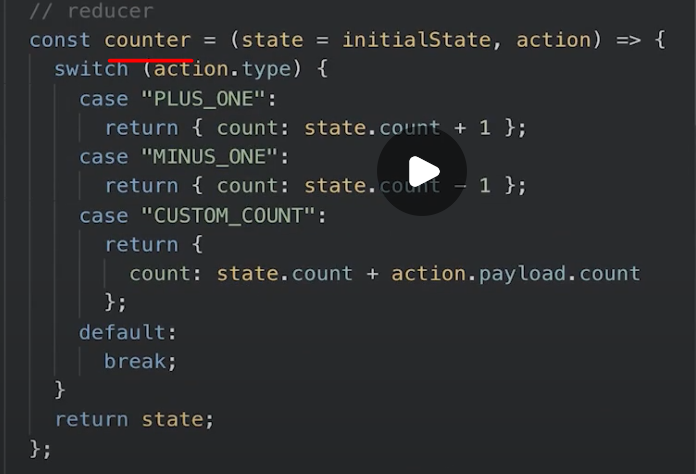 // reducer
const counter = (state = initialState, action) => {
switch (action.type) {
case "PLUS_ONE":
return { count: state.count + 1 };
case "MINUS_ONE":
return { count: state.count - 1 };
case "CUSTOM_COUNT":
return {
count: state.count + action.payload.count
};
default:
break;
}
return state;
};